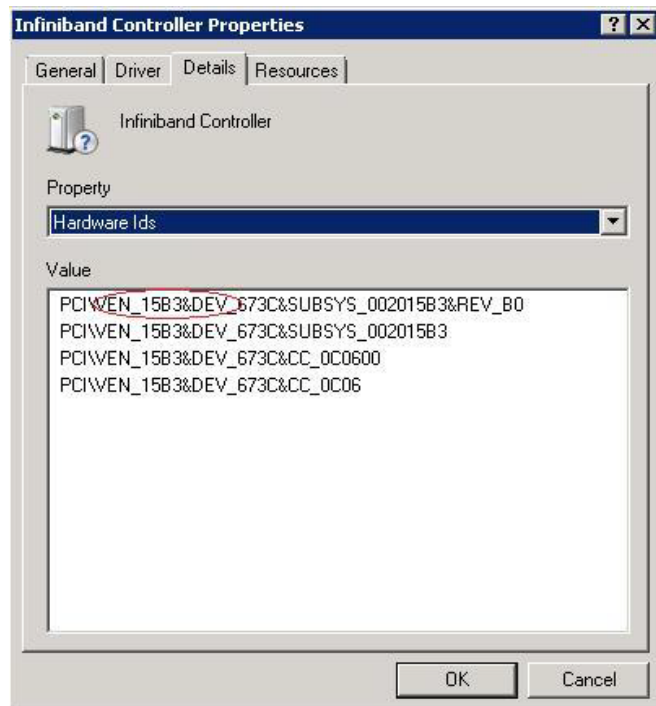 Infiniband Controller Properties
General Driver Details Resources
Infiniband Controller
Property
Hardware Ids
Value
PCI\VEN_15B3&DEV_673C&SUBSYS_002015B3&REV_B0
PCI\VEN_15B3&DEV_673C&SUBSYS_002015B3
PCI\VEN_15B3&DEV_673C&CC_0C0600
PCI\VEN_15B3&DEV_673C&CC_0C06
OK Cancel